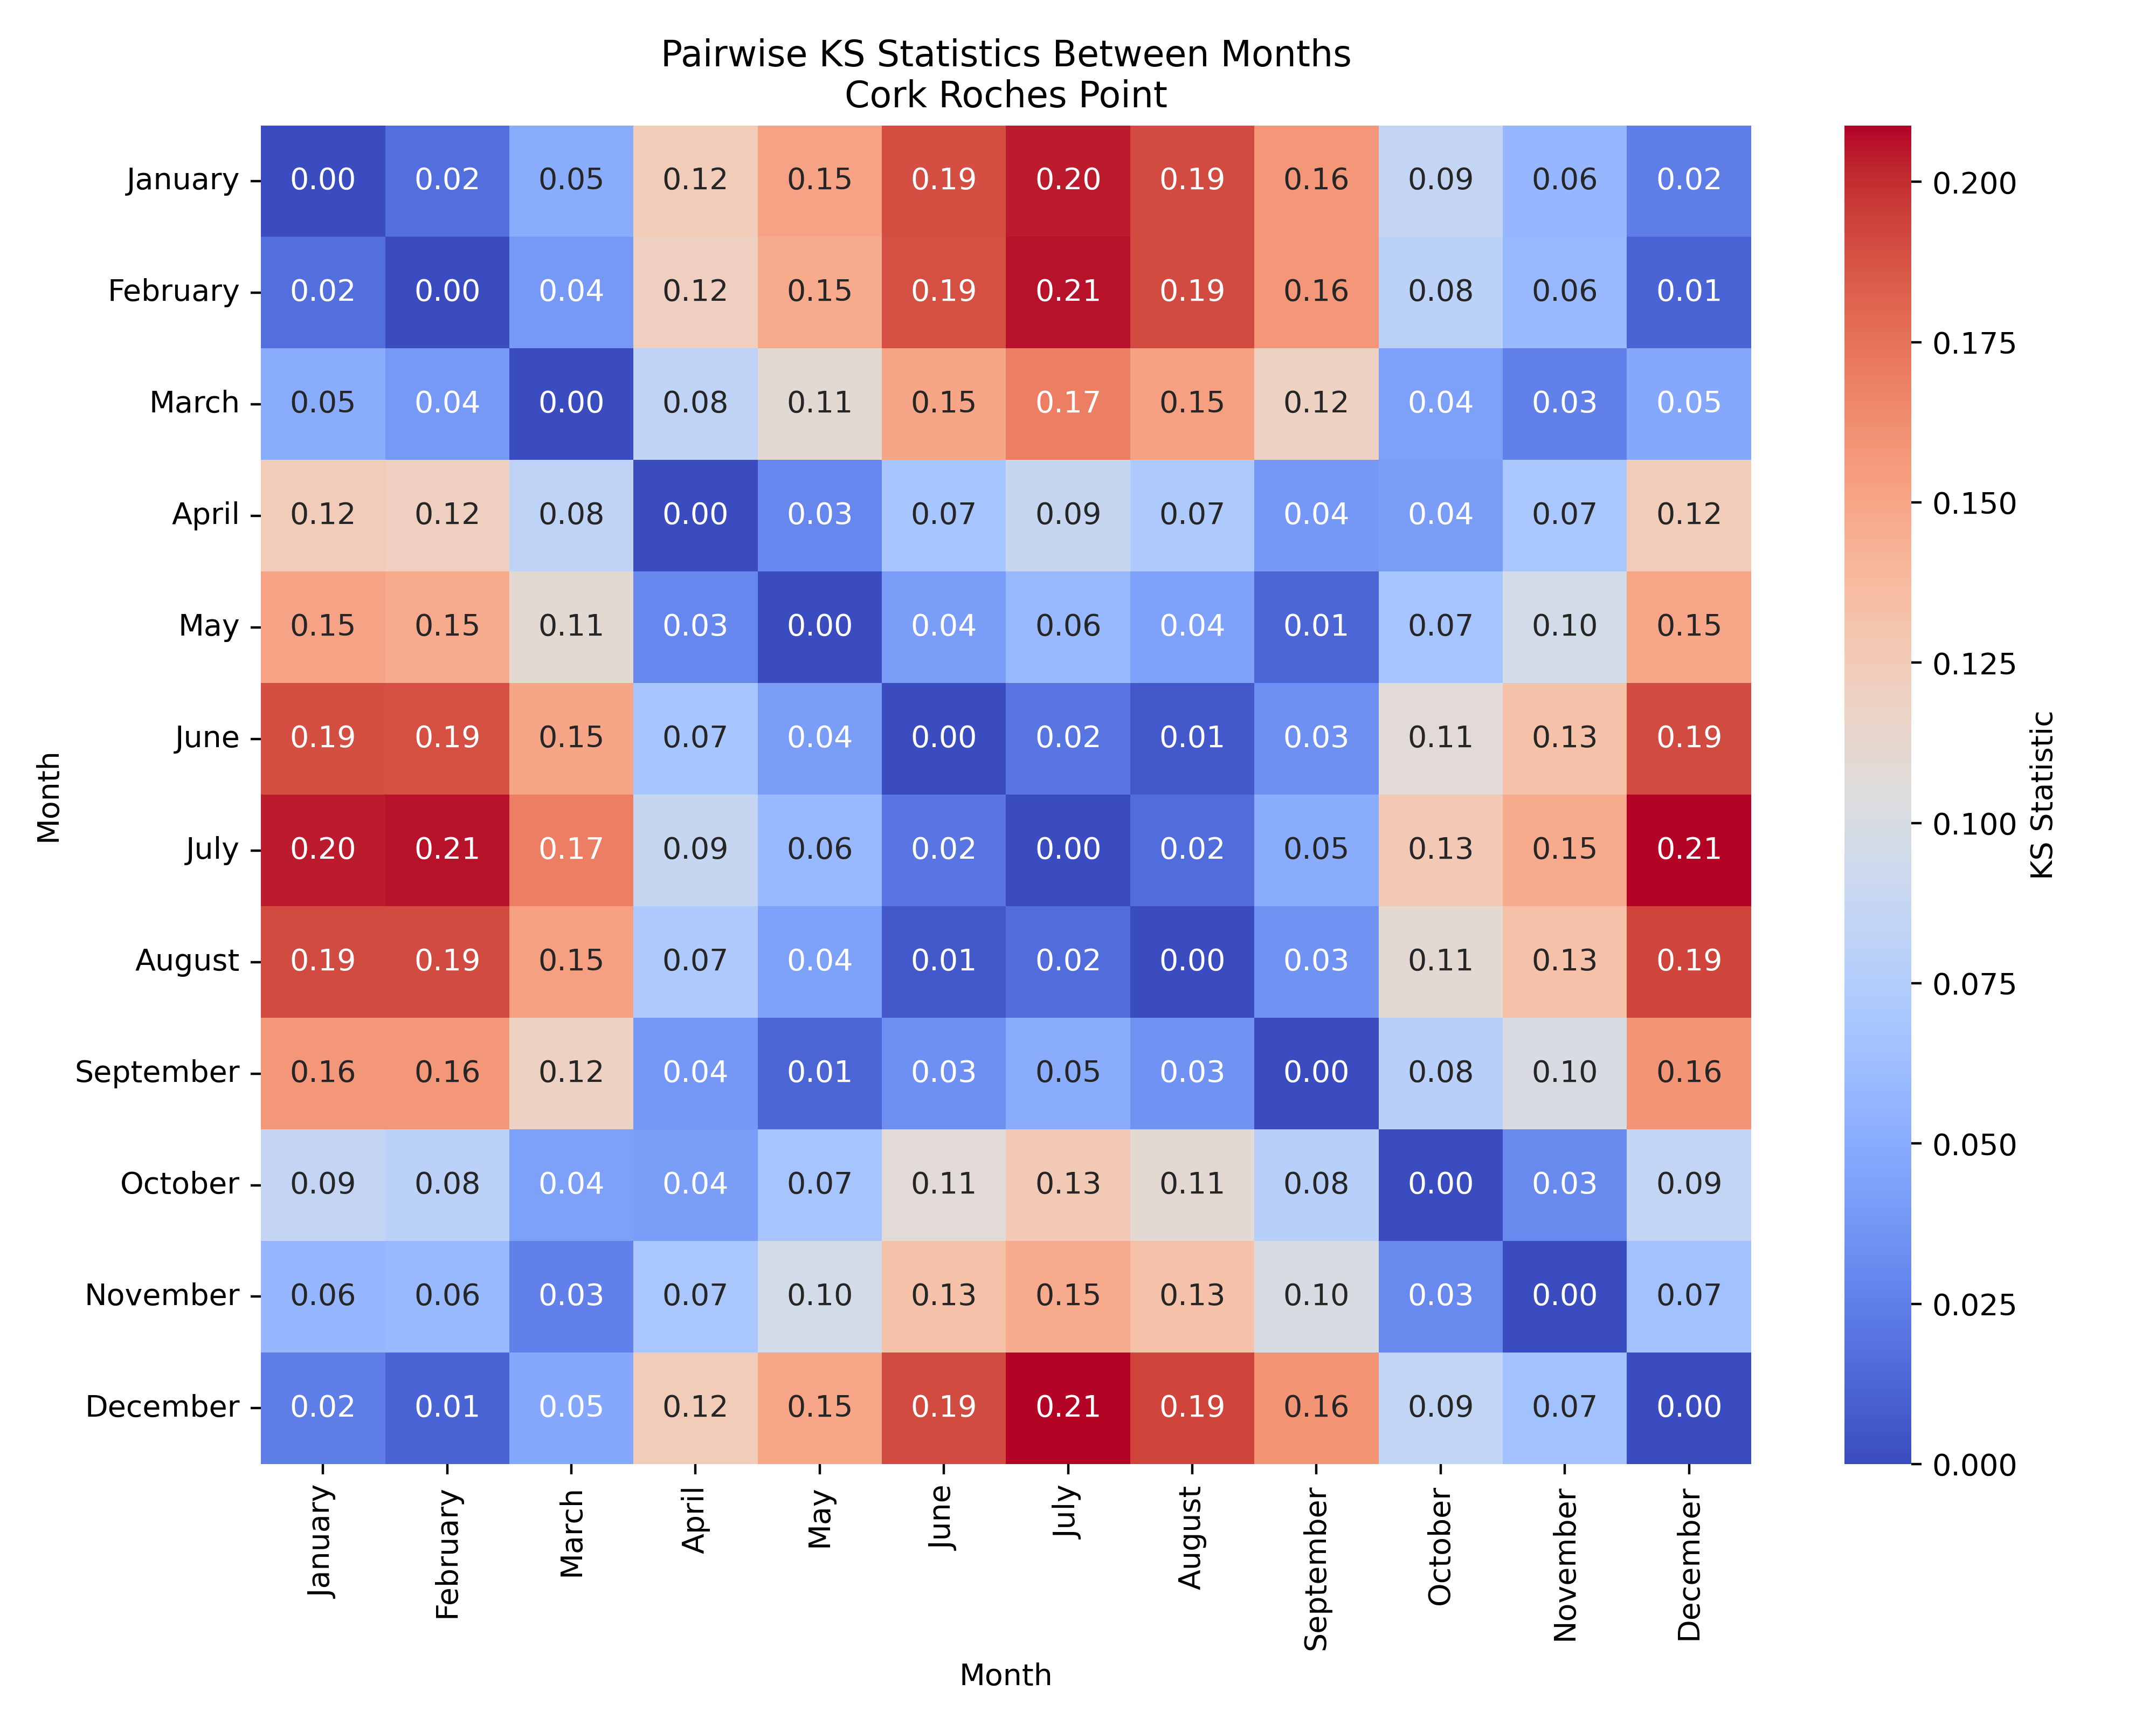 Pairwise KS Statistics Between Months
Cork Roches Point
January 0.00 0.02 0.05 0.12 0.15 0.19 0.20 0.19 0.16 0.09 0.06 0.02
February 0.02 0.00 0.04 0.12 0.15 0.19 0.21 0.19 0.16 0.08 0.06 0.01
March 0.05 0.04 0.00 0.08 0.11 0.15 0.17 0.15 0.12 0.04 0.03 0.05
April 0.12 0.12 0.08 0.00 0.03 0.07 0.09 0.07 0.04 0.04 0.07 0.12
May 0.15 0.15 0.11 0.03 0.00 0.04 0.06 0.04 0.01 0.07 0.10 0.15
June 0.19 0.19 0.15 0.07 0.04 0.00 0.02 0.01 0.03 0.11 0.13 0.19
July 0.20 0.21 0.17 0.09 0.06 0.02 0.00 0.02 0.05 0.13 0.15 0.21
August 0.19 0.19 0.15 0.07 0.04 0.01 0.02 0.00 0.03 0.11 0.13 0.19
September 0.16 0.16 0.12 0.04 0.01 0.03 0.05 0.03 0.00 0.08 0.10 0.16
October 0.09 0.08 0.04 0.04 0.07 0.11 0.13 0.11 0.08 0.00 0.03 0.09
November 0.06 0.06 0.03 0.07 0.10 0.13 0.15 0.13 0.10 0.03 0.00 0.07
December 0.02 0.01 0.05 0.12 0.15 0.19 0.21 0.19 0.16 0.09 0.07 0.00
January February March April May June July August September October November December
Month
Month
0.200
0.175
0.150
0.125
0.100
0.075
0.050
0.025
0.000
KS Statistic